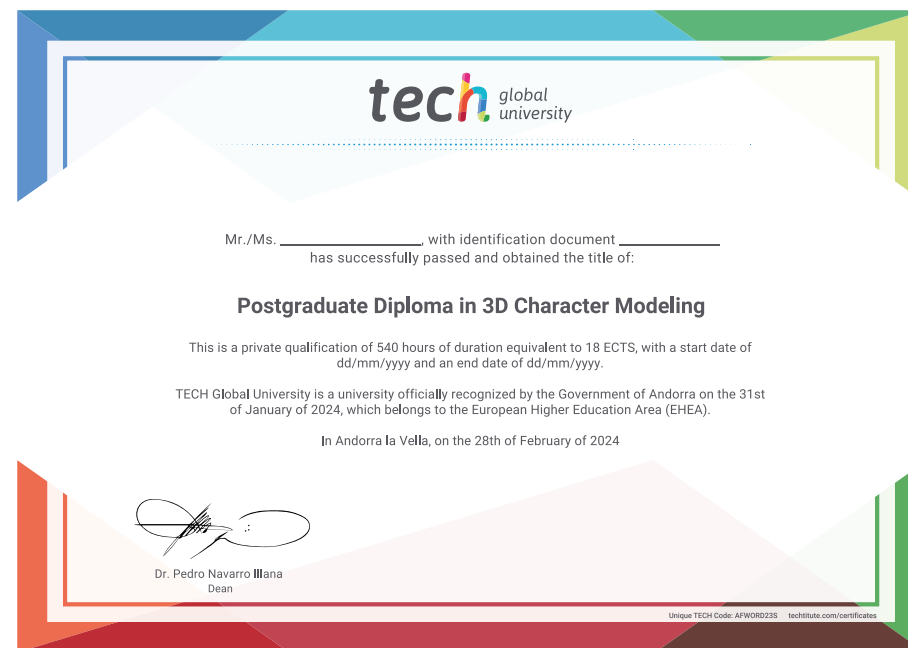 tech global university
Mr./Ms. ____________, with identification document ____________
has successfully passed and obtained the title of:
Postgraduate Diploma in 3D Character Modeling
This is a private qualification of 540 hours of duration equivalent to 18 ECTS, with a start date of
dd/mm/yyyy and an end date of dd/mm/yyyy.
TECH Global University is a university officially recognized by the Government of Andorra on the 31st
of January of 2024, which belongs to the European Higher Education Area (EHEA).
In Andorra la Vella, on the 28th of February of 2024
Dr. Pedro Navarro Illana
Dean
Unique TECH Code: AFWORD23S techtitute.com/certificates